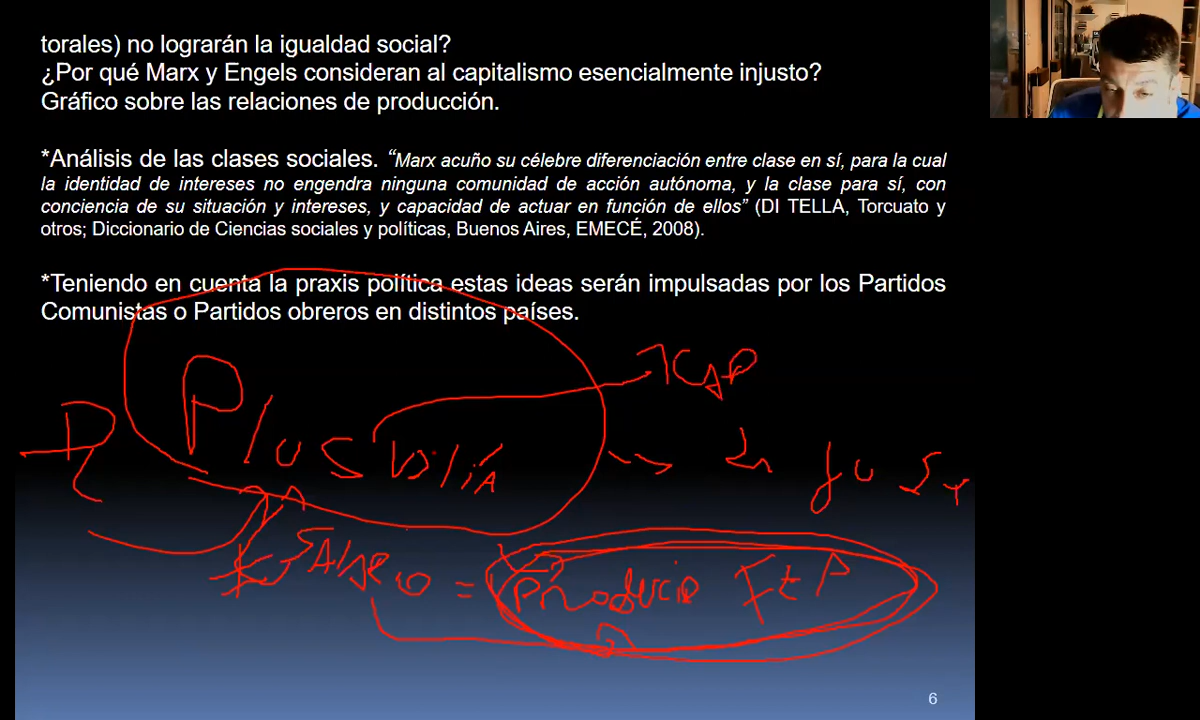 torales) no lograrán la igualdad social?
¿Por qué Marx y Engels consideran al capitalismo esencialmente injusto?
Gráfico sobre las relaciones de producción.
*Análisis de las clases sociales. “Marx acuño su célebre diferenciación entre clase en sí, para la cual
la identidad de intereses no engendra ninguna comunidad de acción autónoma, y la clase para sí, con
conciencia de su situación y intereses, y capacidad de actuar en función de ellos” (DI TELLA, Torcuato y
otros; Diccionario de Ciencias sociales y políticas, Buenos Aires, EMECÉ, 2008).
*Teniendo en cuenta la praxis política estas ideas serán impulsadas por los Partidos
Comunistas o Partidos obreros en distintos países.
CAP
Plusvalía
= FtP
6